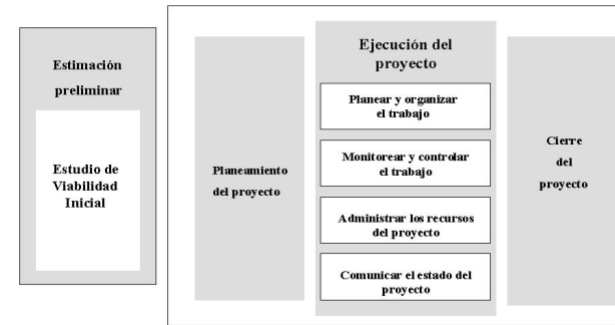 Estimación
preliminar
Estudio de
Viabilidad
Inicial
Planeamiento
del proyecto
Ejecución del
proyecto
Planear y organizar
el trabajo
Monitorear y controlar
el trabajo
Administrar los recursos
del proyecto
Comunicar el estado del
proyecto
Cierre
del
proyecto